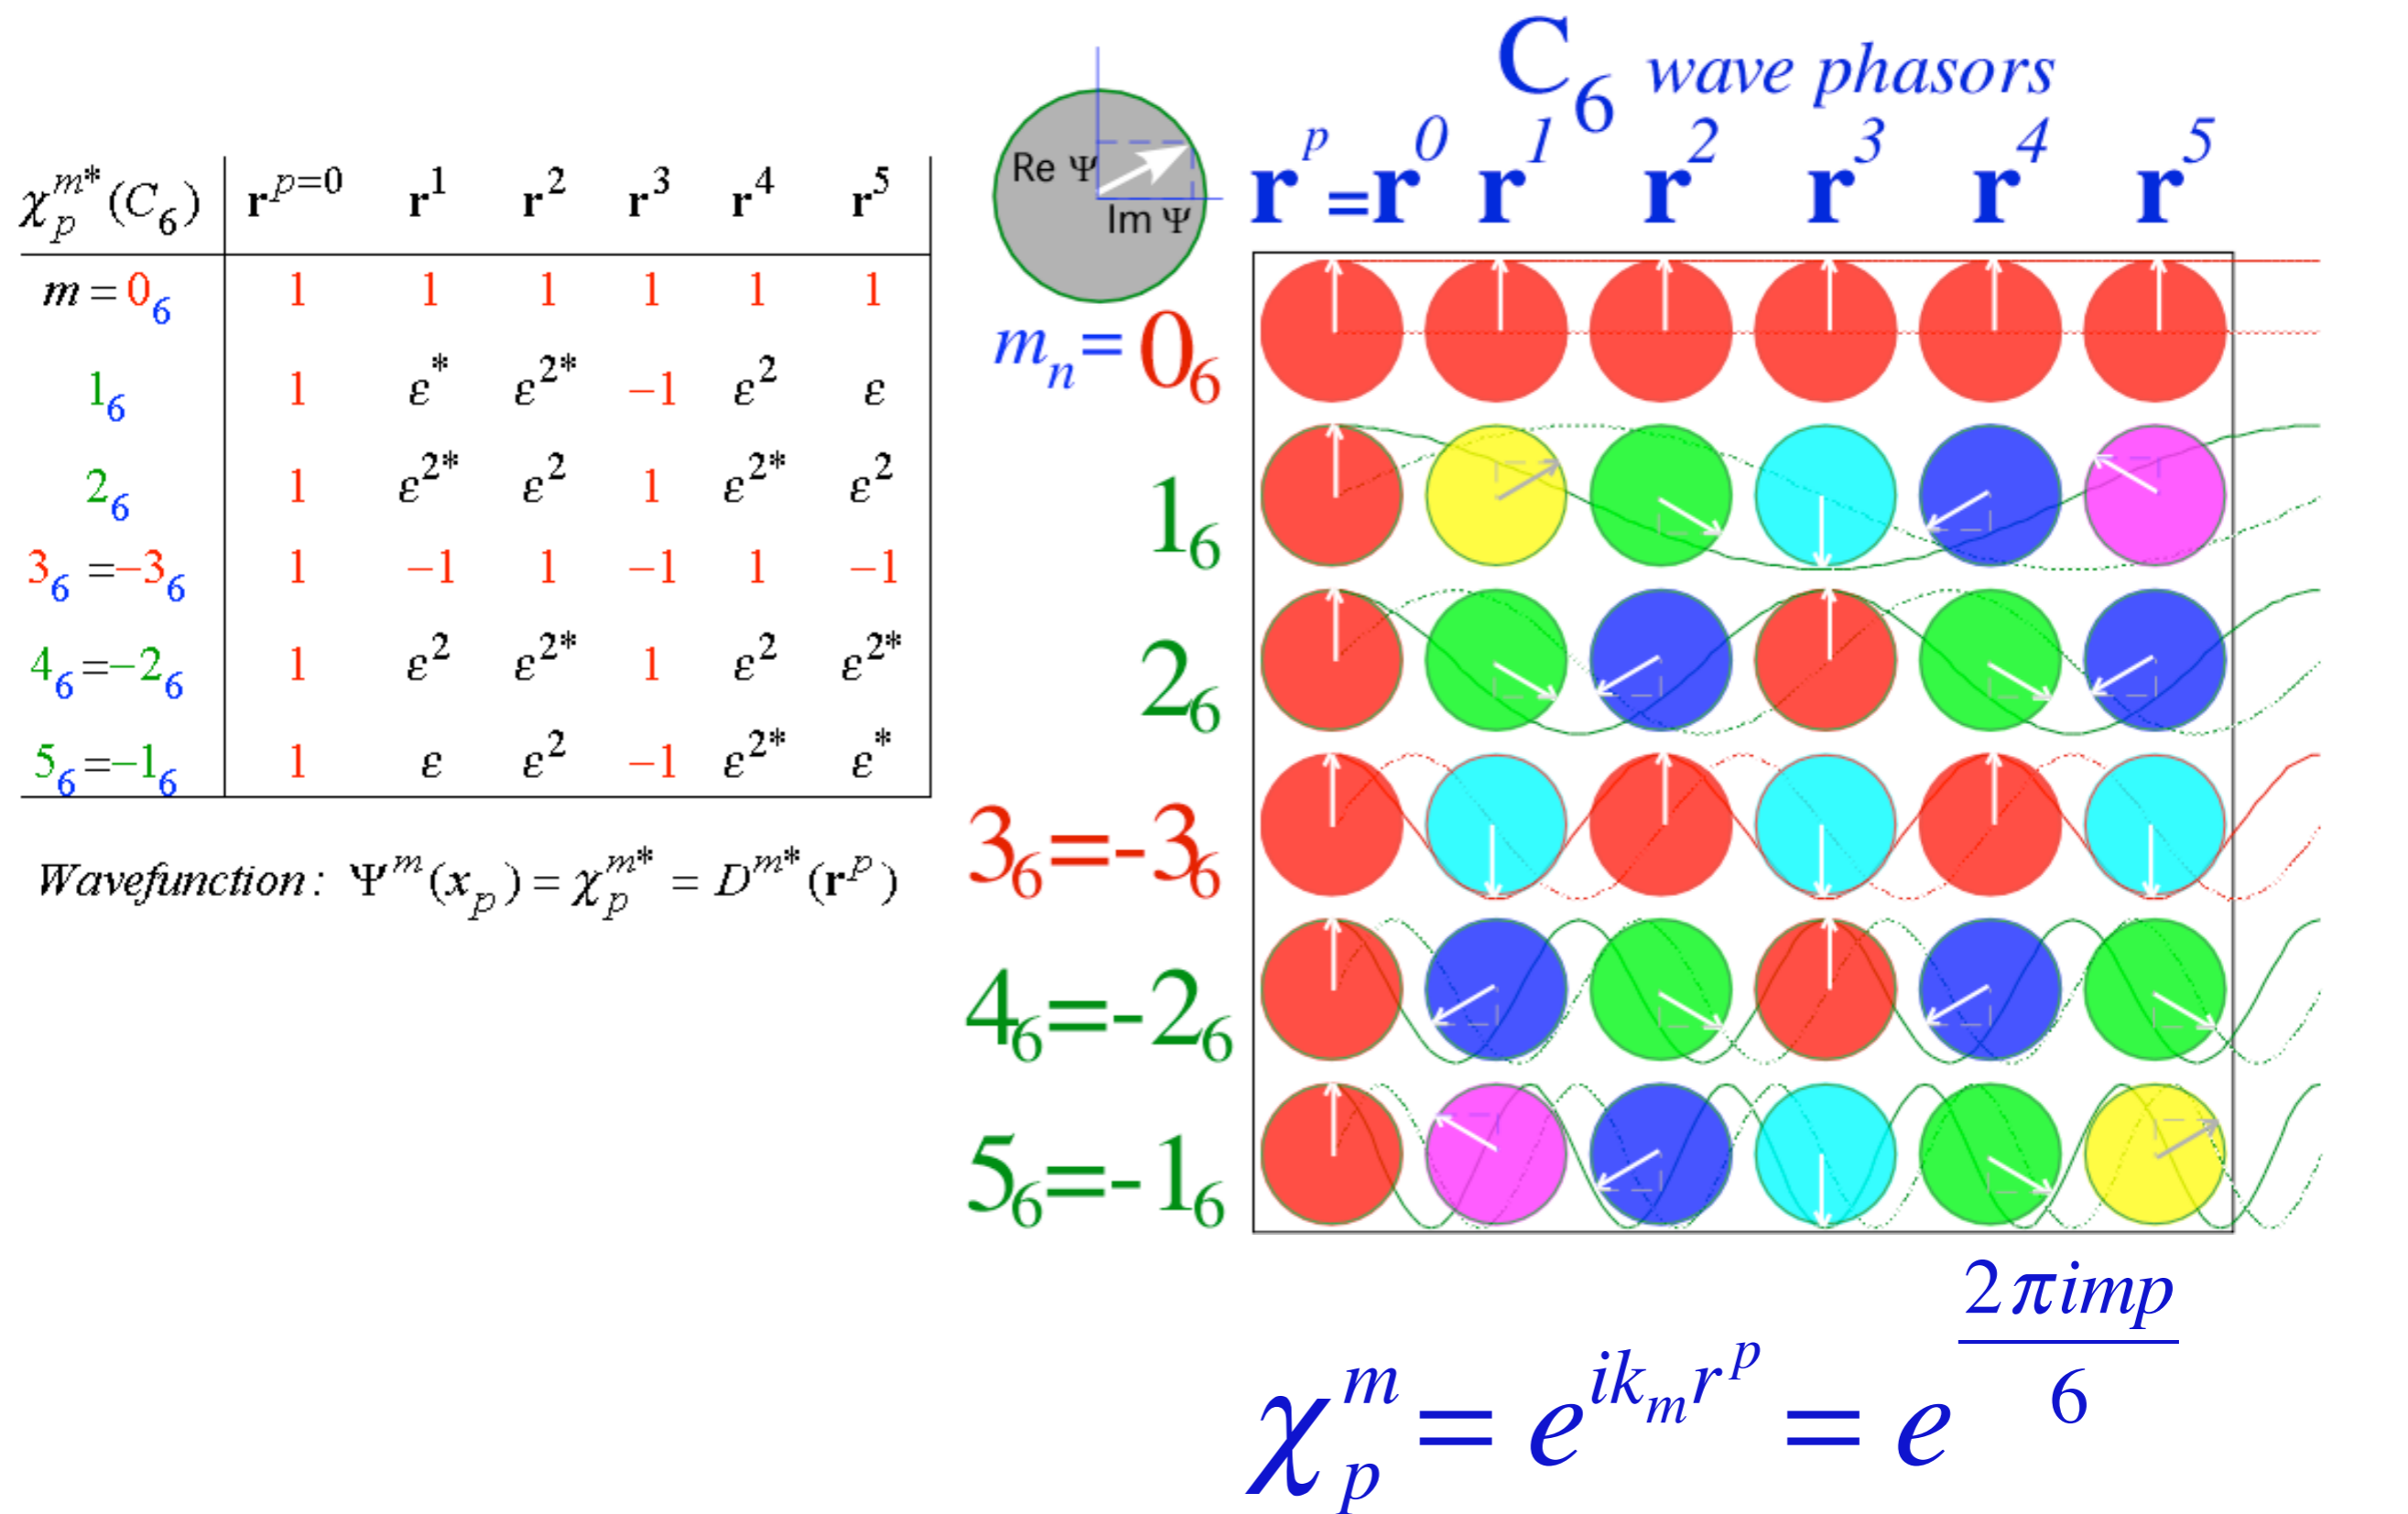 χ_p^{m*}(C_6) r^{p=0} r^1 r^2 r^3 r^4 r^5
m = 0_6 1 1 1 1 1 1
1_6 1 ε^* ε^{2*} −1 ε^2 ε
2_6 1 ε^{2*} ε^2 1 ε^{2*} ε^2
3_6 =−3_6 1 −1 1 −1 1 −1
4_6 =−2_6 1 ε^2 ε^{2*} 1 ε^2 ε^{2*}
5_6 =−1_6 1 ε ε^2 −1 ε^{2*} ε^*
Wavefunction: Ψ^m(x_p) = χ_p^{m*} = D^{m*}(r^p)
Re Ψ
Im Ψ
C_6 wave phasors
r^p=r^0 r^1 r^2 r^3 r^4 r^5
m_n = 0_6
1_6
2_6
3_6=-3_6
4_6=-2_6
5_6=-1_6
χ_p^m = e^{ik_m r^p} = e^{\frac{2πimp}{6}}